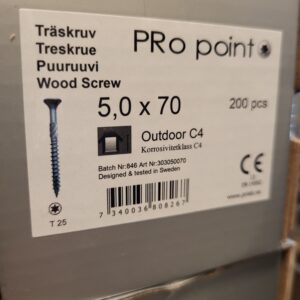 Träskruv
Treskrue
Puuruuvi
Wood Screw
PRo point
5,0 x 70
200 pcs
Outdoor C4
Korrosivitetklass C4
Batch Nr:846 Art Nr:303050070
Designed & tested in Sweden
T 25
7 340036 808267
CE